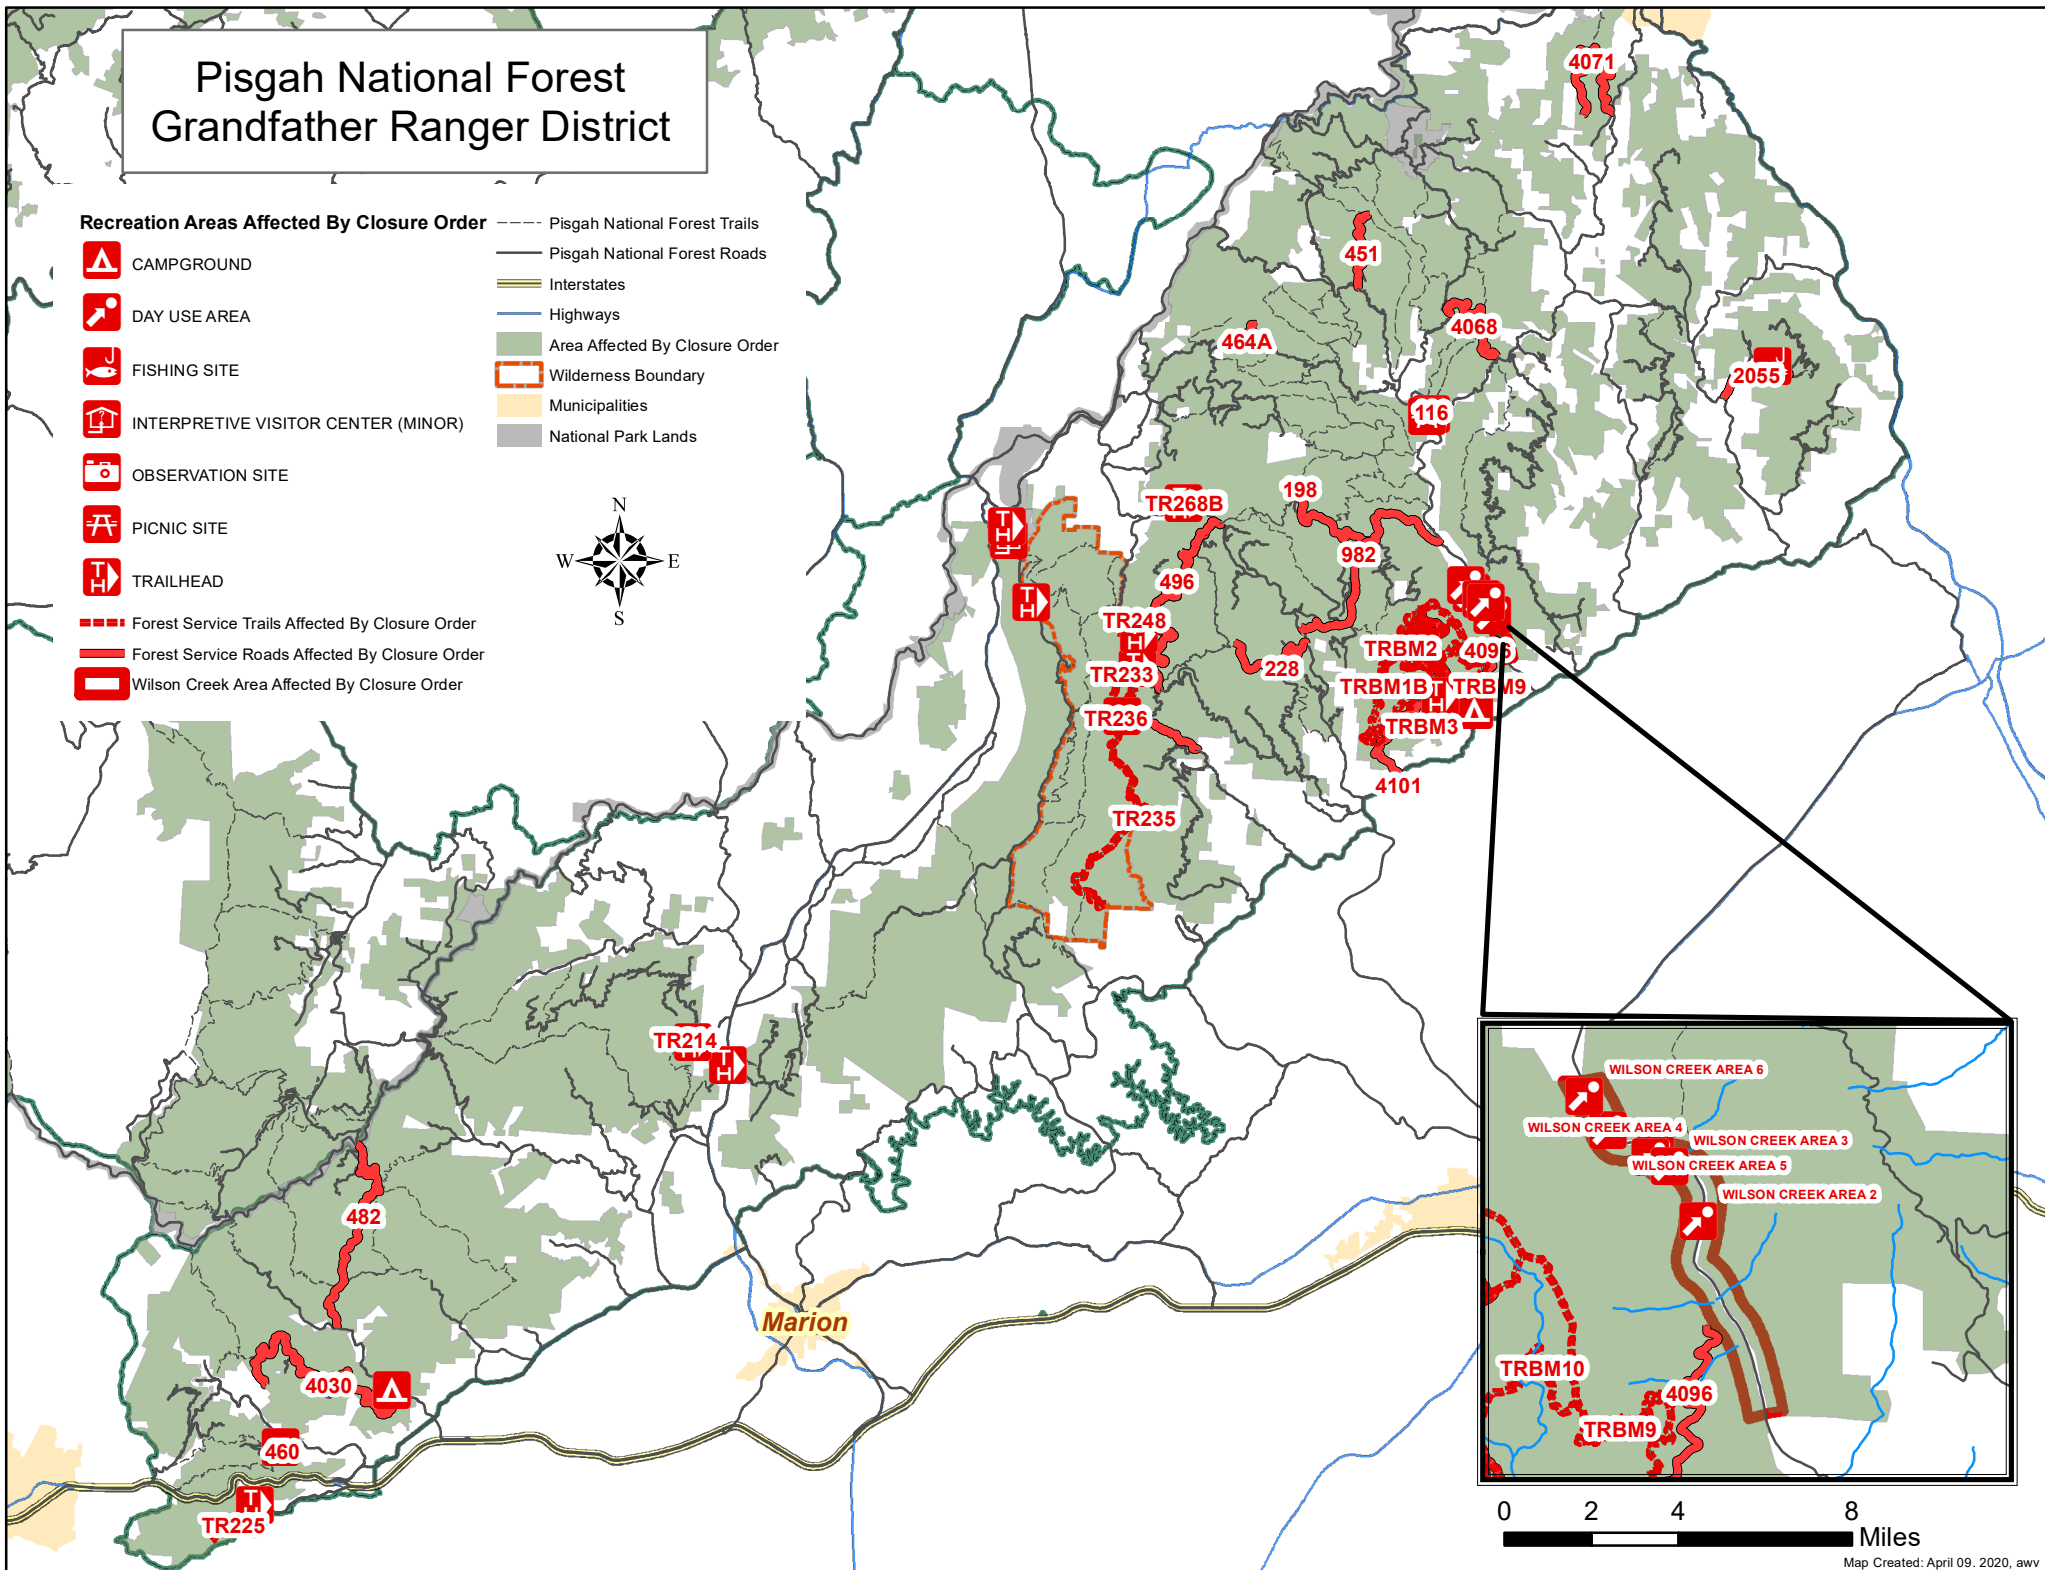 Pisgah National Forest
Grandfather Ranger District
Recreation Areas Affected By Closure Order
CAMPGROUND
DAY USE AREA
FISHING SITE
INTERPRETIVE VISITOR CENTER (MINOR)
OBSERVATION SITE
PICNIC SITE
TRAILHEAD
Forest Service Trails Affected By Closure Order
Forest Service Roads Affected By Closure Order
Wilson Creek Area Affected By Closure Order
Pisgah National Forest Trails
Pisgah National Forest Roads
Interstates
Highways
Area Affected By Closure Order
Wilderness Boundary
Municipalities
National Park Lands
N
W E
S
4071
451
4068
464A
2055
116
198
TR268B
982
496
TR248
TRBM2
TR233
228
TRBM1B
TRBM9
TR236
TRBM3
4101
TR235
TR214
TH
482
Marion
4030
460
TR225
WILSON CREEK AREA 6
WILSON CREEK AREA 4
WILSON CREEK AREA 3
WILSON CREEK AREA 5
WILSON CREEK AREA 2
TRBM10
4096
TRBM9
0 2 4 8
Miles
Map Created: April 09. 2020, awv